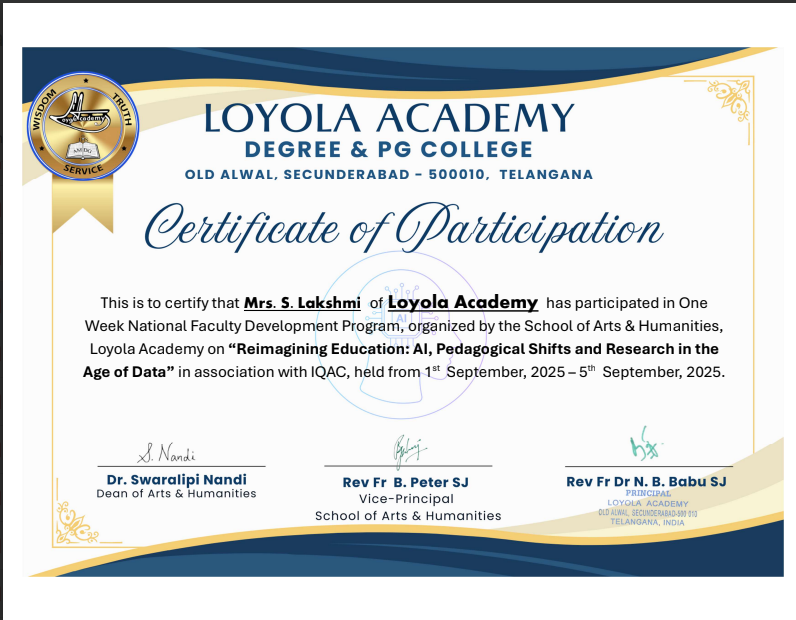 WISDOM
TRUTH
SERVICE
LOYOLA ACADEMY
DEGREE & PG COLLEGE
OLD ALWAL, SECUNDERABAD - 500010, TELANGANA
Certificate of Participation
AI
This is to certify that Mrs. S. Lakshmi of Loyola Academy has participated in One
Week National Faculty Development Program, organized by the School of Arts & Humanities,
Loyola Academy on “Reimagining Education: AI, Pedagogical Shifts and Research in the
Age of Data” in association with IQAC, held from 1st September, 2025 – 5th September, 2025.
S. Nandi
Dr. Swaralipi Nandi
Dean of Arts & Humanities
Rev Fr B. Peter SJ
Vice-Principal
School of Arts & Humanities
Rev Fr Dr N. B. Babu SJ
PRINCIPAL
LOYOLA ACADEMY
OLD ALWAL, SECUNDERABAD-500 010
TELANGANA, INDIA